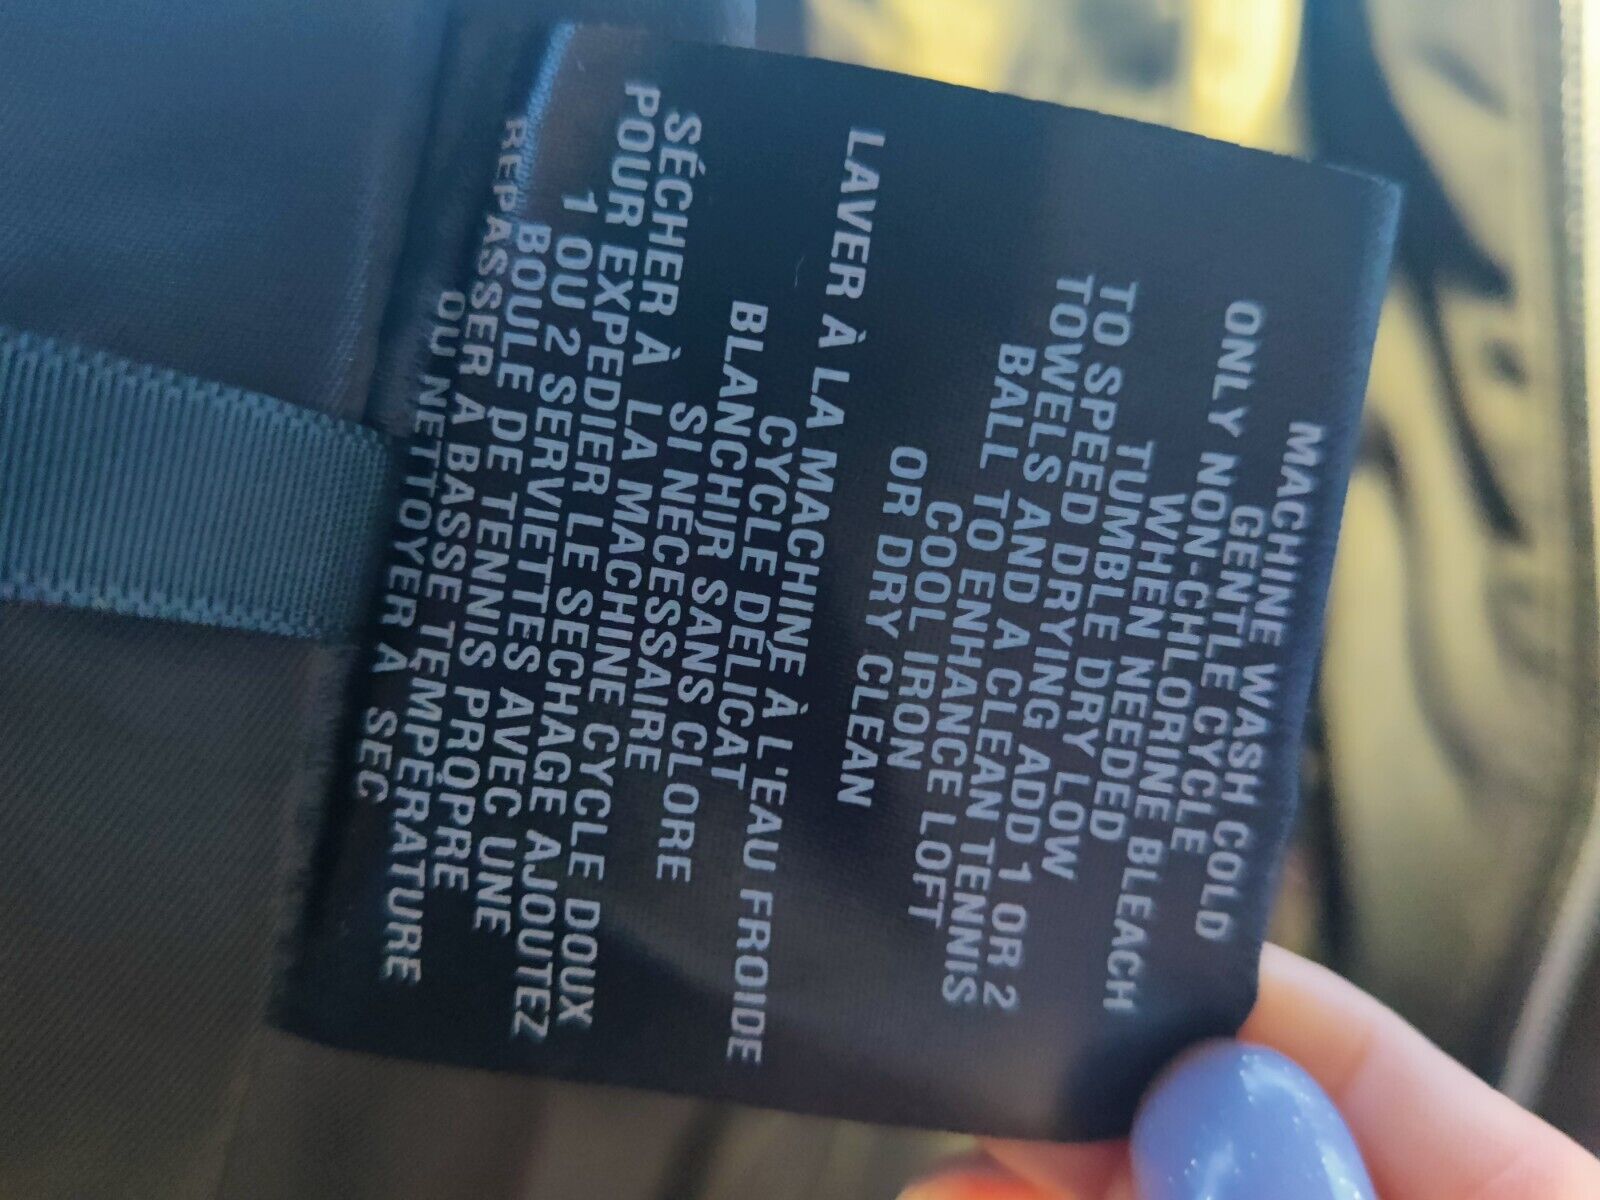 MACHINE WASH COLD
GENTLE CYCLE
ONLY NON-CHLORINE BLEACH
WHEN NEEDED
TUMBLE DRY LOW
TO SPEED DRYING ADD 1 OR 2
TOWELS AND A CLEAN TENNIS
BALL TO ENHANCE LOFT
COOL IRON
OR DRY CLEAN
LAVER À LA MACHINE À L'EAU FROIDE
CYCLE DÉLICAT
BLANCHIR SANS CLORE
SI NÉCESSAIRE
SÉCHER À LA MACHINE CYCLE DOUX
POUR EXPEDIER LE SECHAGE AJOUTEZ
1 OU 2 SERVIETTES AVEC UNE
BOULE DE TENNIS PROPRE
REPASSER A BASSE TEMPERATURE
OU NETTOYER A SEC